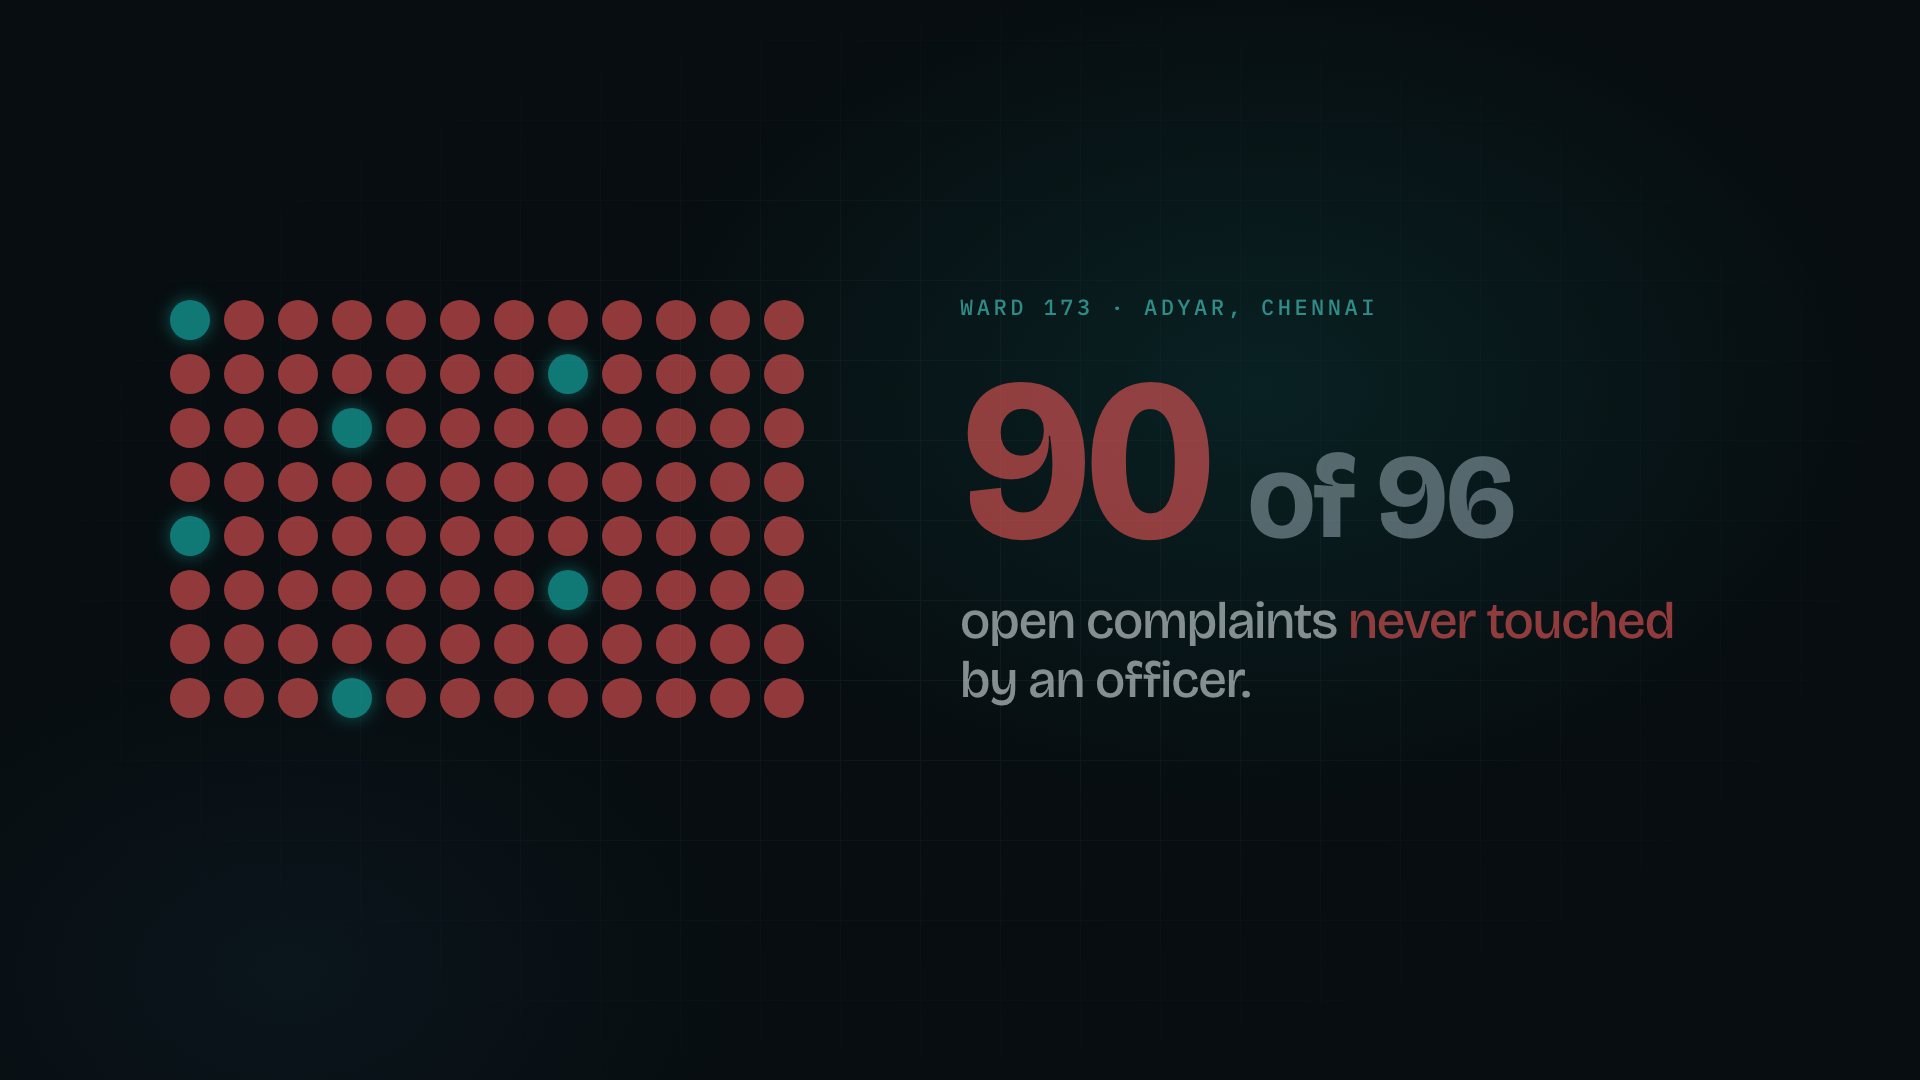 WARD 173 · ADYAR, CHENNAI
90 of 96
open complaints never touched
by an officer.